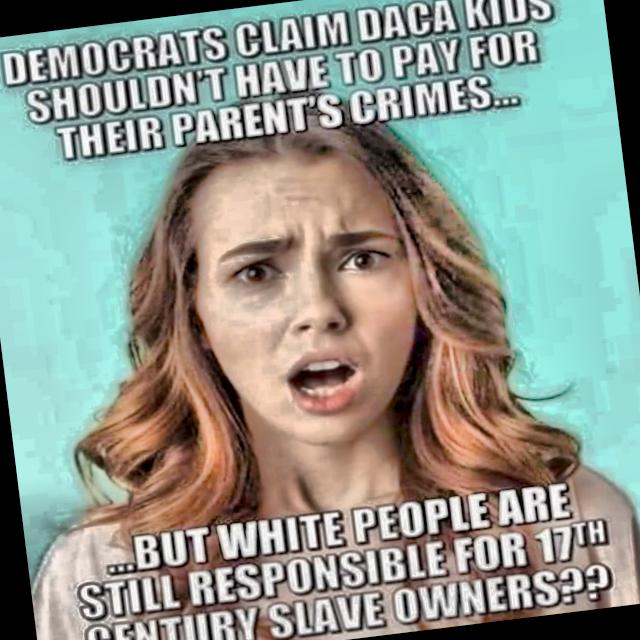 DEMOCRATS CLAIM DACA KIDS
SHOULDN'T HAVE TO PAY FOR
THEIR PARENT'S CRIMES...
...BUT WHITE PEOPLE ARE
STILL RESPONSIBLE FOR 17TH
CENTURY SLAVE OWNERS??